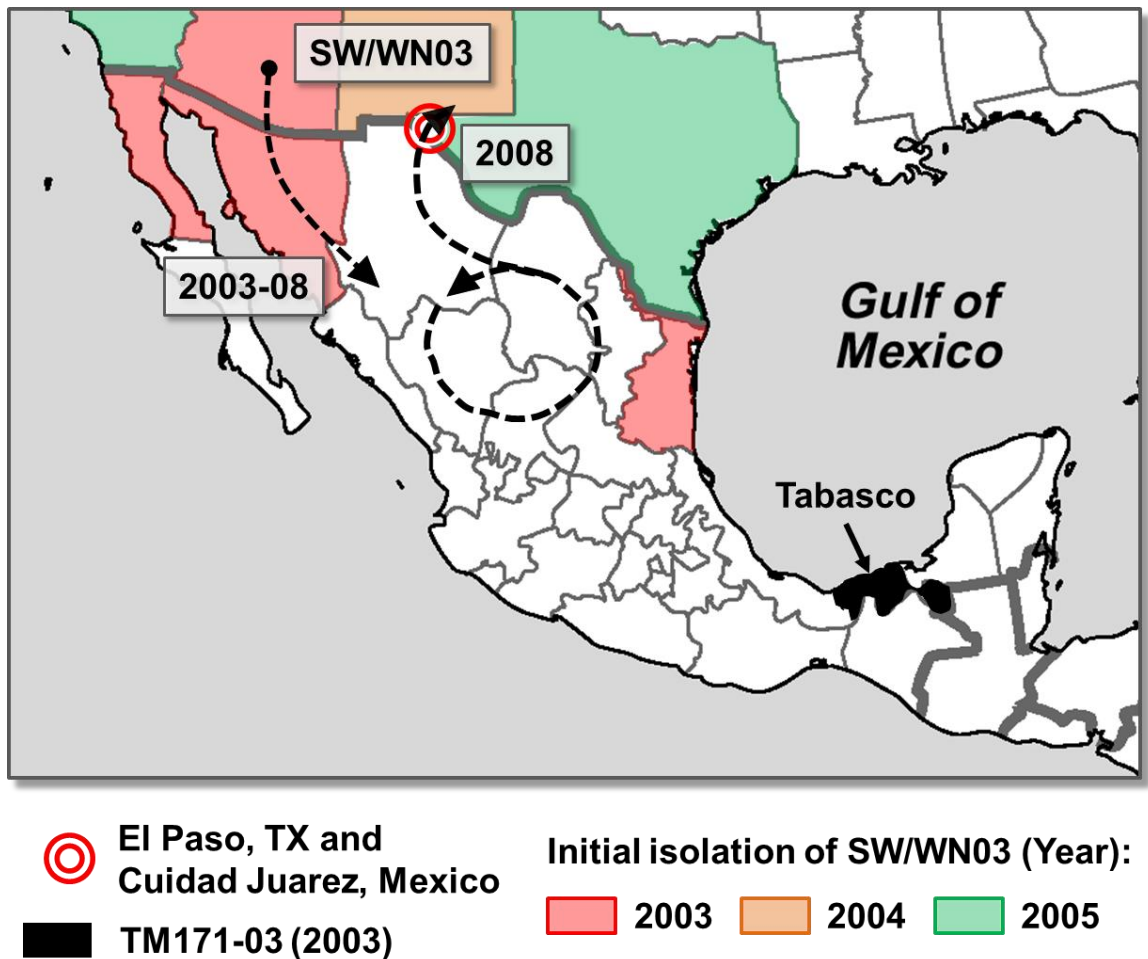 SW/WN03
2008
2003-08
Gulf of
Mexico
Tabasco
El Paso, TX and
Cuidad Juarez, Mexico
TM171-03 (2003)
Initial isolation of SW/WN03 (Year):
2003
2004
2005